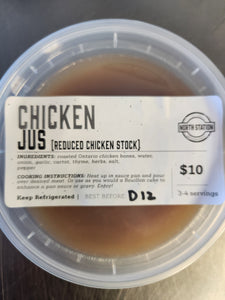 CHICKEN
JUS [REDUCED CHICKEN STOCK]
NORTH STATION
INGREDIENTS: roasted Ontario chicken bones, water,
onion, garlic, carrot, thyme, herbs, salt,
pepper
COOKING INSTRUCTIONS: Heat up in sauce pan and pour
over desired meat. Or use as you would a Bouillon cube to
enhance a pan sauce or gravy. Enjoy!
$10
3-4 servings
Keep Refrigerated | BEST BEFORE D12